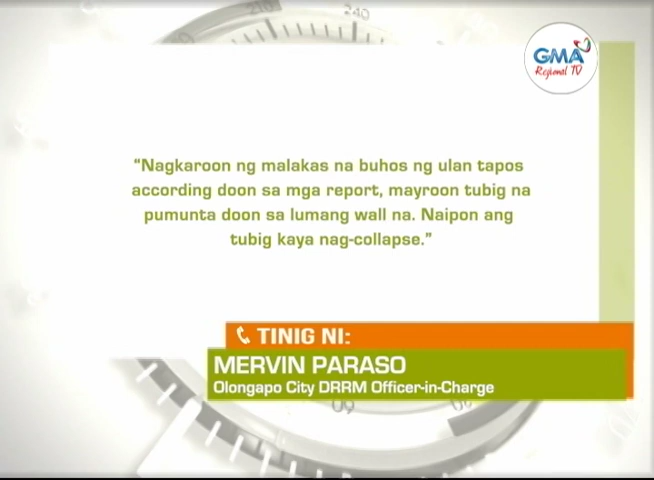 240
210
GMA
Regional TV
“Nagkaroon ng malakas na buhos ng ulan tapos
according doon sa mga report, mayroon tubig na
pumunta doon sa lumang wall na. Naipon ang
tubig kaya nag-collapse.”
TINIG NI:
MERVIN PARASO
Olongapo City DRRM Officer-in-Charge